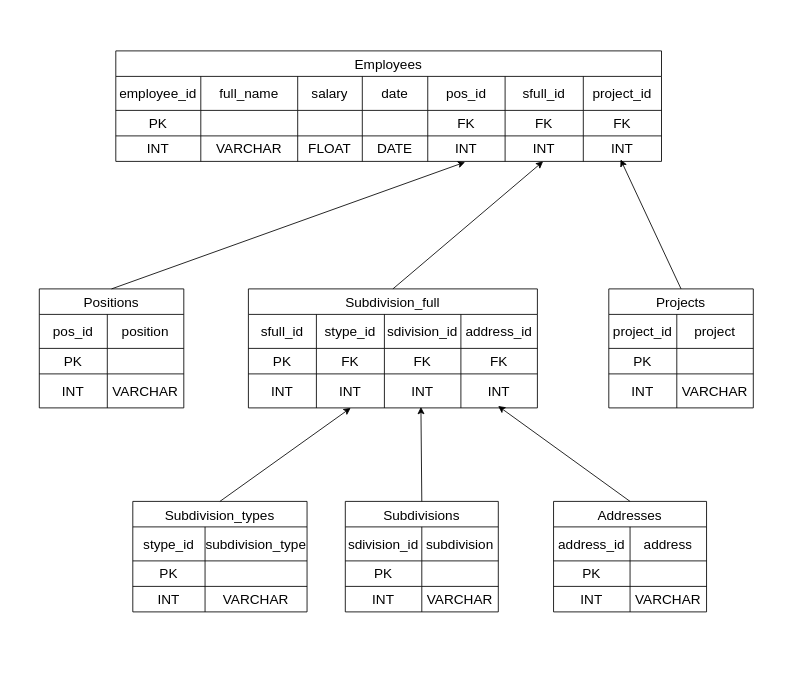 Employees
employee_id full_name salary date pos_id sfull_id project_id
PK FK FK FK
INT VARCHAR FLOAT DATE INT INT INT
Positions
pos_id position
PK
INT VARCHAR
Subdivision_full
sfull_id stype_id sdivision_id address_id
PK FK FK FK
INT INT INT INT
Projects
project_id project
PK
INT VARCHAR
Subdivision_types
stype_id subdivision_type
PK
INT VARCHAR
Subdivisions
sdivision_id subdivision
PK
INT VARCHAR
Addresses
address_id address
PK
INT VARCHAR